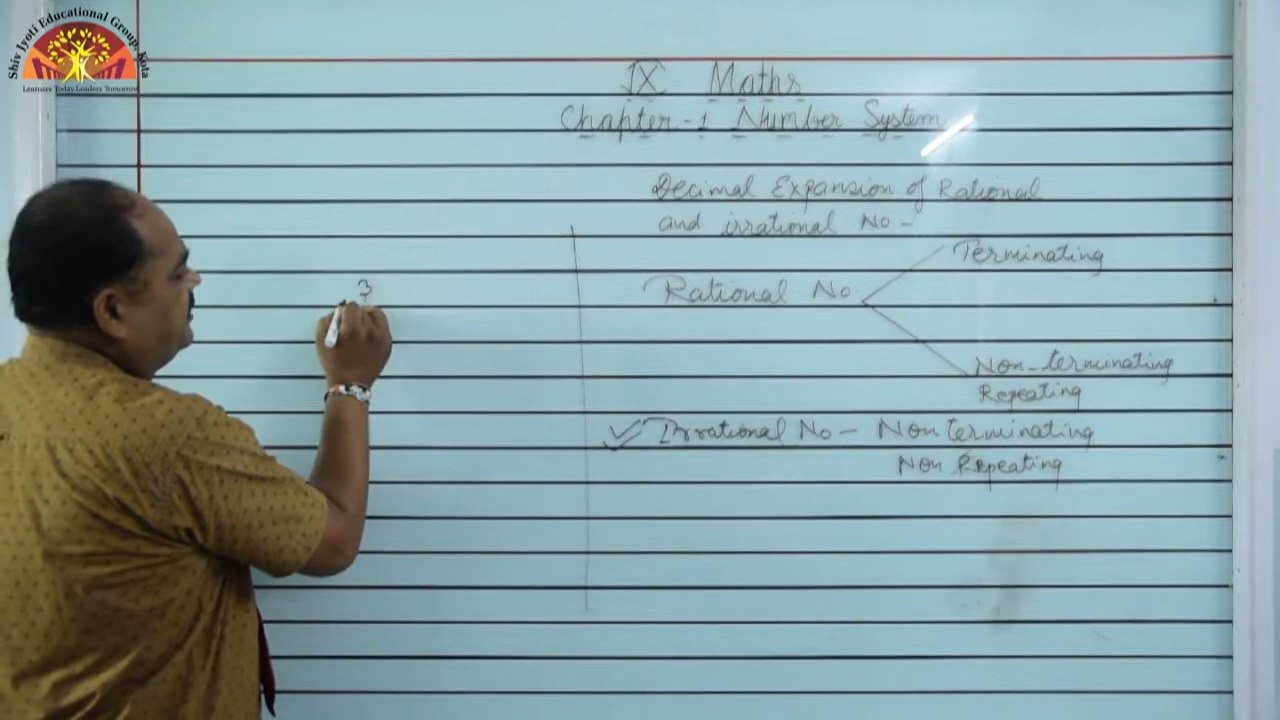 Shiv Jyoti Educational Group, Kota
Learners Today Leaders Tomorrow
IX Maths
Chapter-1 Number System
Decimal Expansion of Rational
and irrational No -
Terminating
Rational No.
Non-terminating
Repeating
Irrational No - Non terminating
Non Repeating
3